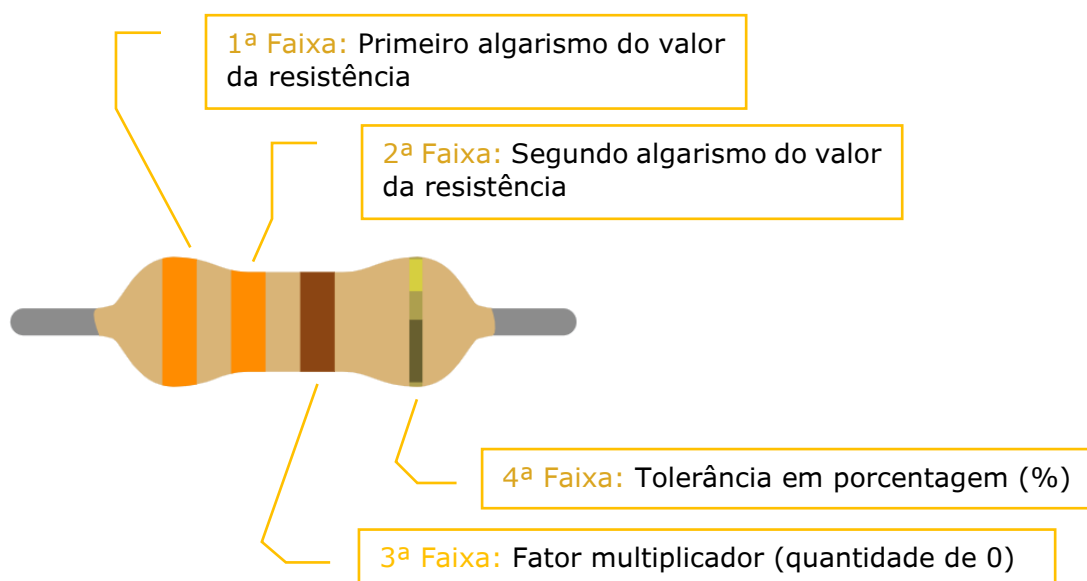 1ª Faixa: Primeiro algarismo do valor
da resistência
2ª Faixa: Segundo algarismo do valor
da resistência
4ª Faixa: Tolerância em porcentagem (%)
3ª Faixa: Fator multiplicador (quantidade de 0)